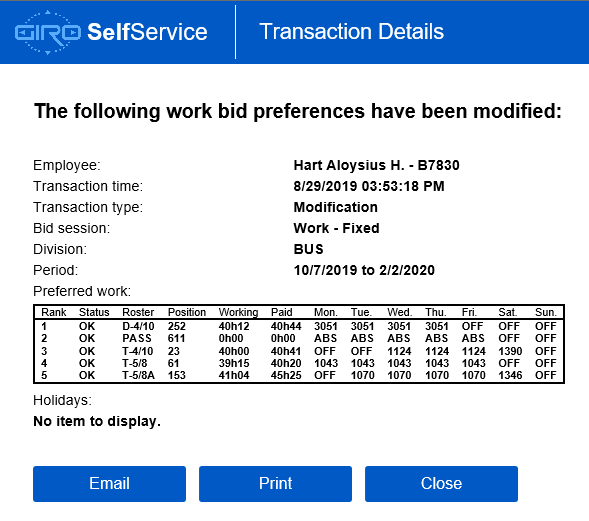 GIRO SelfService Transaction Details
The following work bid preferences have been modified:
Employee: Hart Aloysius H. - B7830
Transaction time: 8/29/2019 03:53:18 PM
Transaction type: Modification
Bid session: Work - Fixed
Division: BUS
Period: 10/7/2019 to 2/2/2020
Preferred work:
Rank Status Roster Position Working Paid Mon. Tue. Wed. Thu. Fri. Sat. Sun.
1 OK D-4/10 252 40h12 40h44 3051 3051 3051 3051 OFF OFF OFF
2 OK PASS 611 0h00 0h00 ABS ABS ABS ABS ABS OFF OFF
3 OK T-4/10 23 40h00 40h41 OFF OFF 1124 1124 1124 1390 OFF
4 OK T-5/8 61 39h15 40h20 1043 1043 1043 1043 1043 OFF OFF
5 OK T-5/8A 153 41h04 45h25 OFF 1070 1070 1070 1070 1346 OFF
Holidays:
No item to display.
Email Print Close